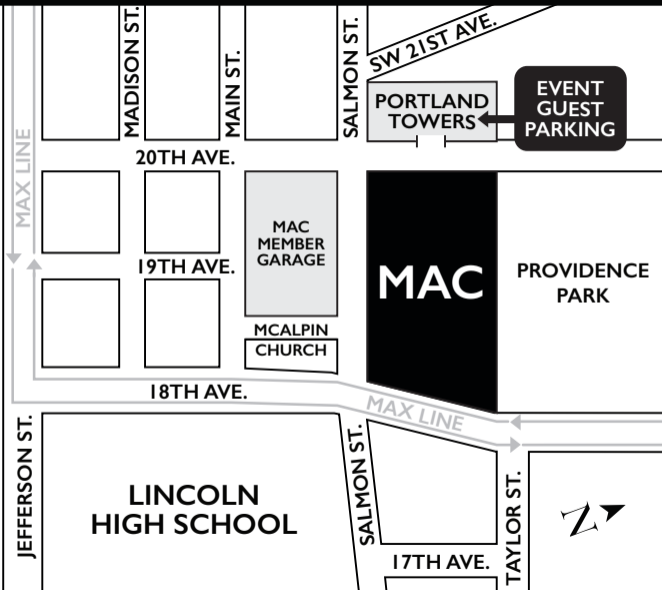 MADISON ST.
MAIN ST.
SALMON ST.
SW 21ST AVE.
PORTLAND
TOWERS
EVENT
GUEST
PARKING
MAX LINE
20TH AVE.
MAC
MEMBER
GARAGE
MAC
PROVIDENCE
PARK
19TH AVE.
MCALPIN
CHURCH
18TH AVE.
MAX LINE
JEFFERSON ST.
LINCOLN
HIGH SCHOOL
SALMON ST.
TAYLOR ST.
17TH AVE.
N